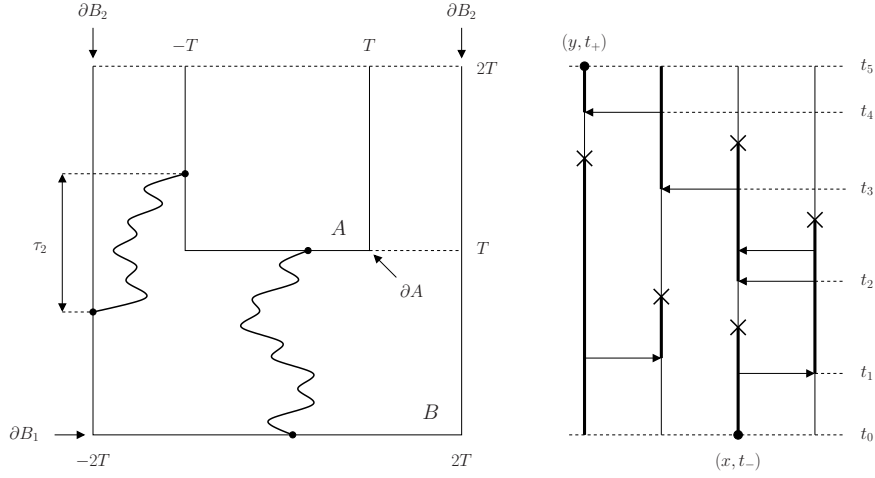 ∂B₂
∂B₂
−T
T
2T
τ₂
A
T
∂A
B
∂B₁
−2T
2T
(y, t₊)
t₅
t₄
t₃
t₂
t₁
t₀
(x, t₋)